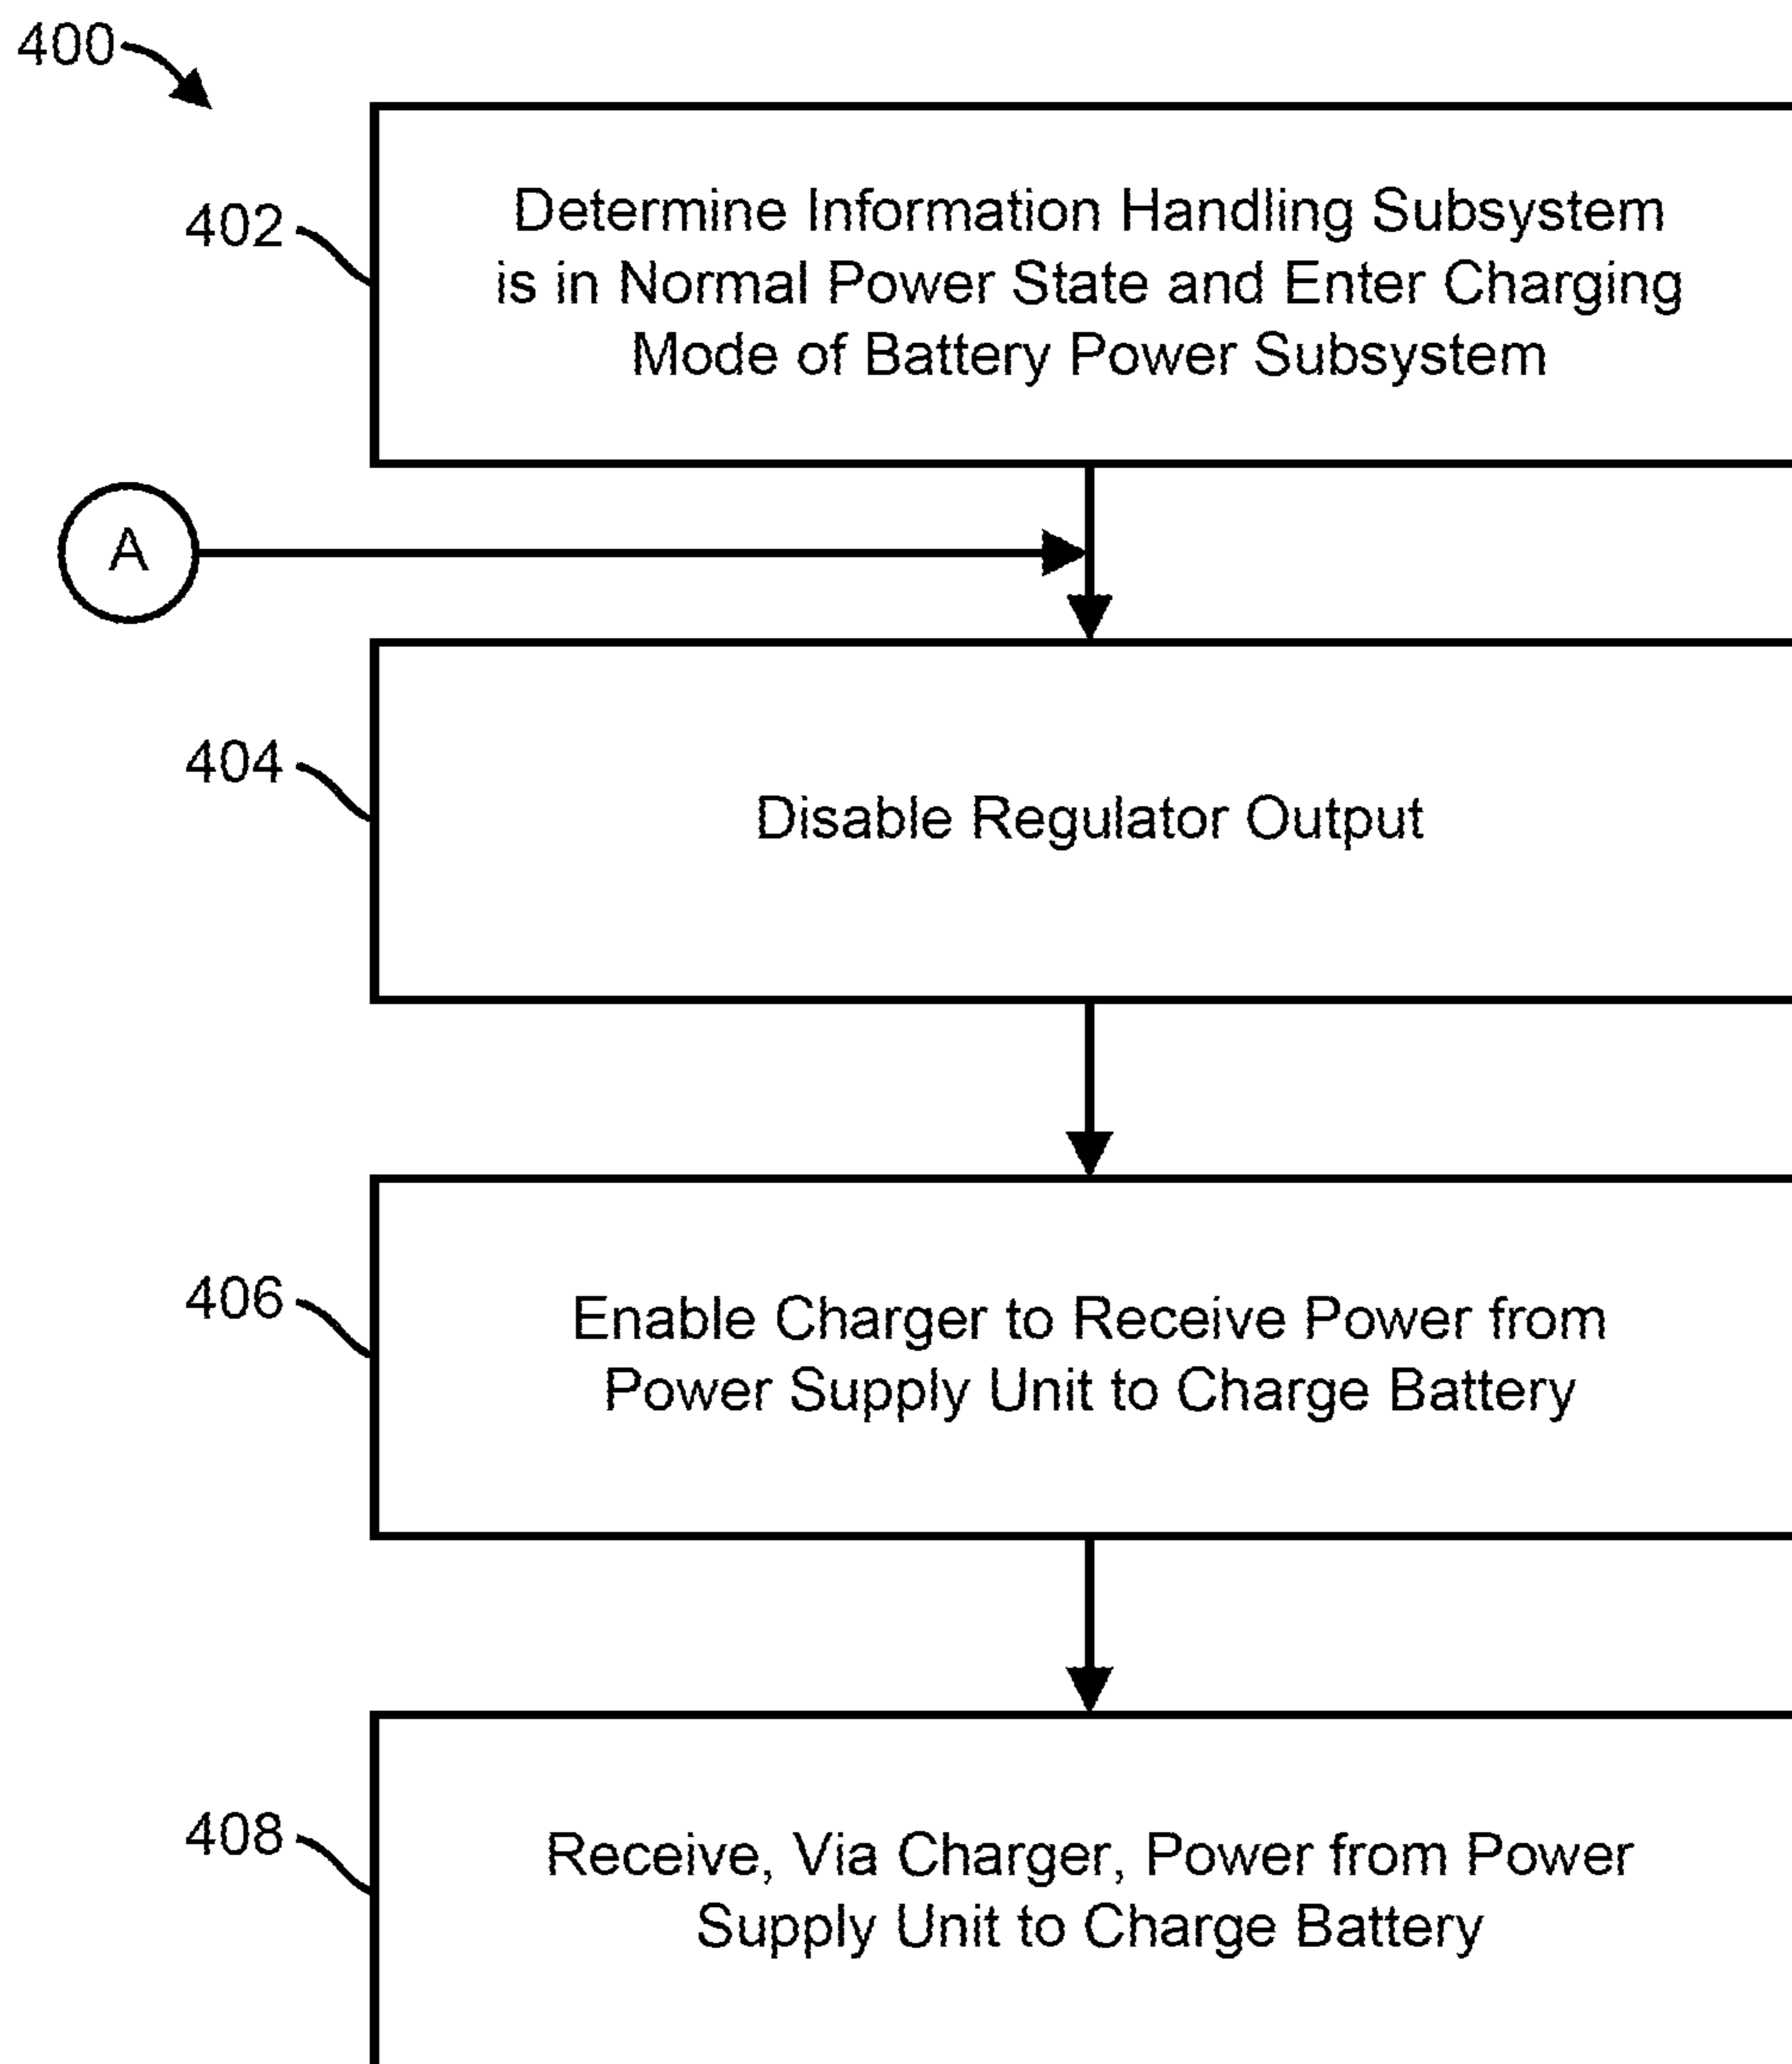 400
402
Determine Information Handling Subsystem
is in Normal Power State and Enter Charging
Mode of Battery Power Subsystem
A
404
Disable Regulator Output
406
Enable Charger to Receive Power from
Power Supply Unit to Charge Battery
408
Receive, Via Charger, Power from Power
Supply Unit to Charge Battery